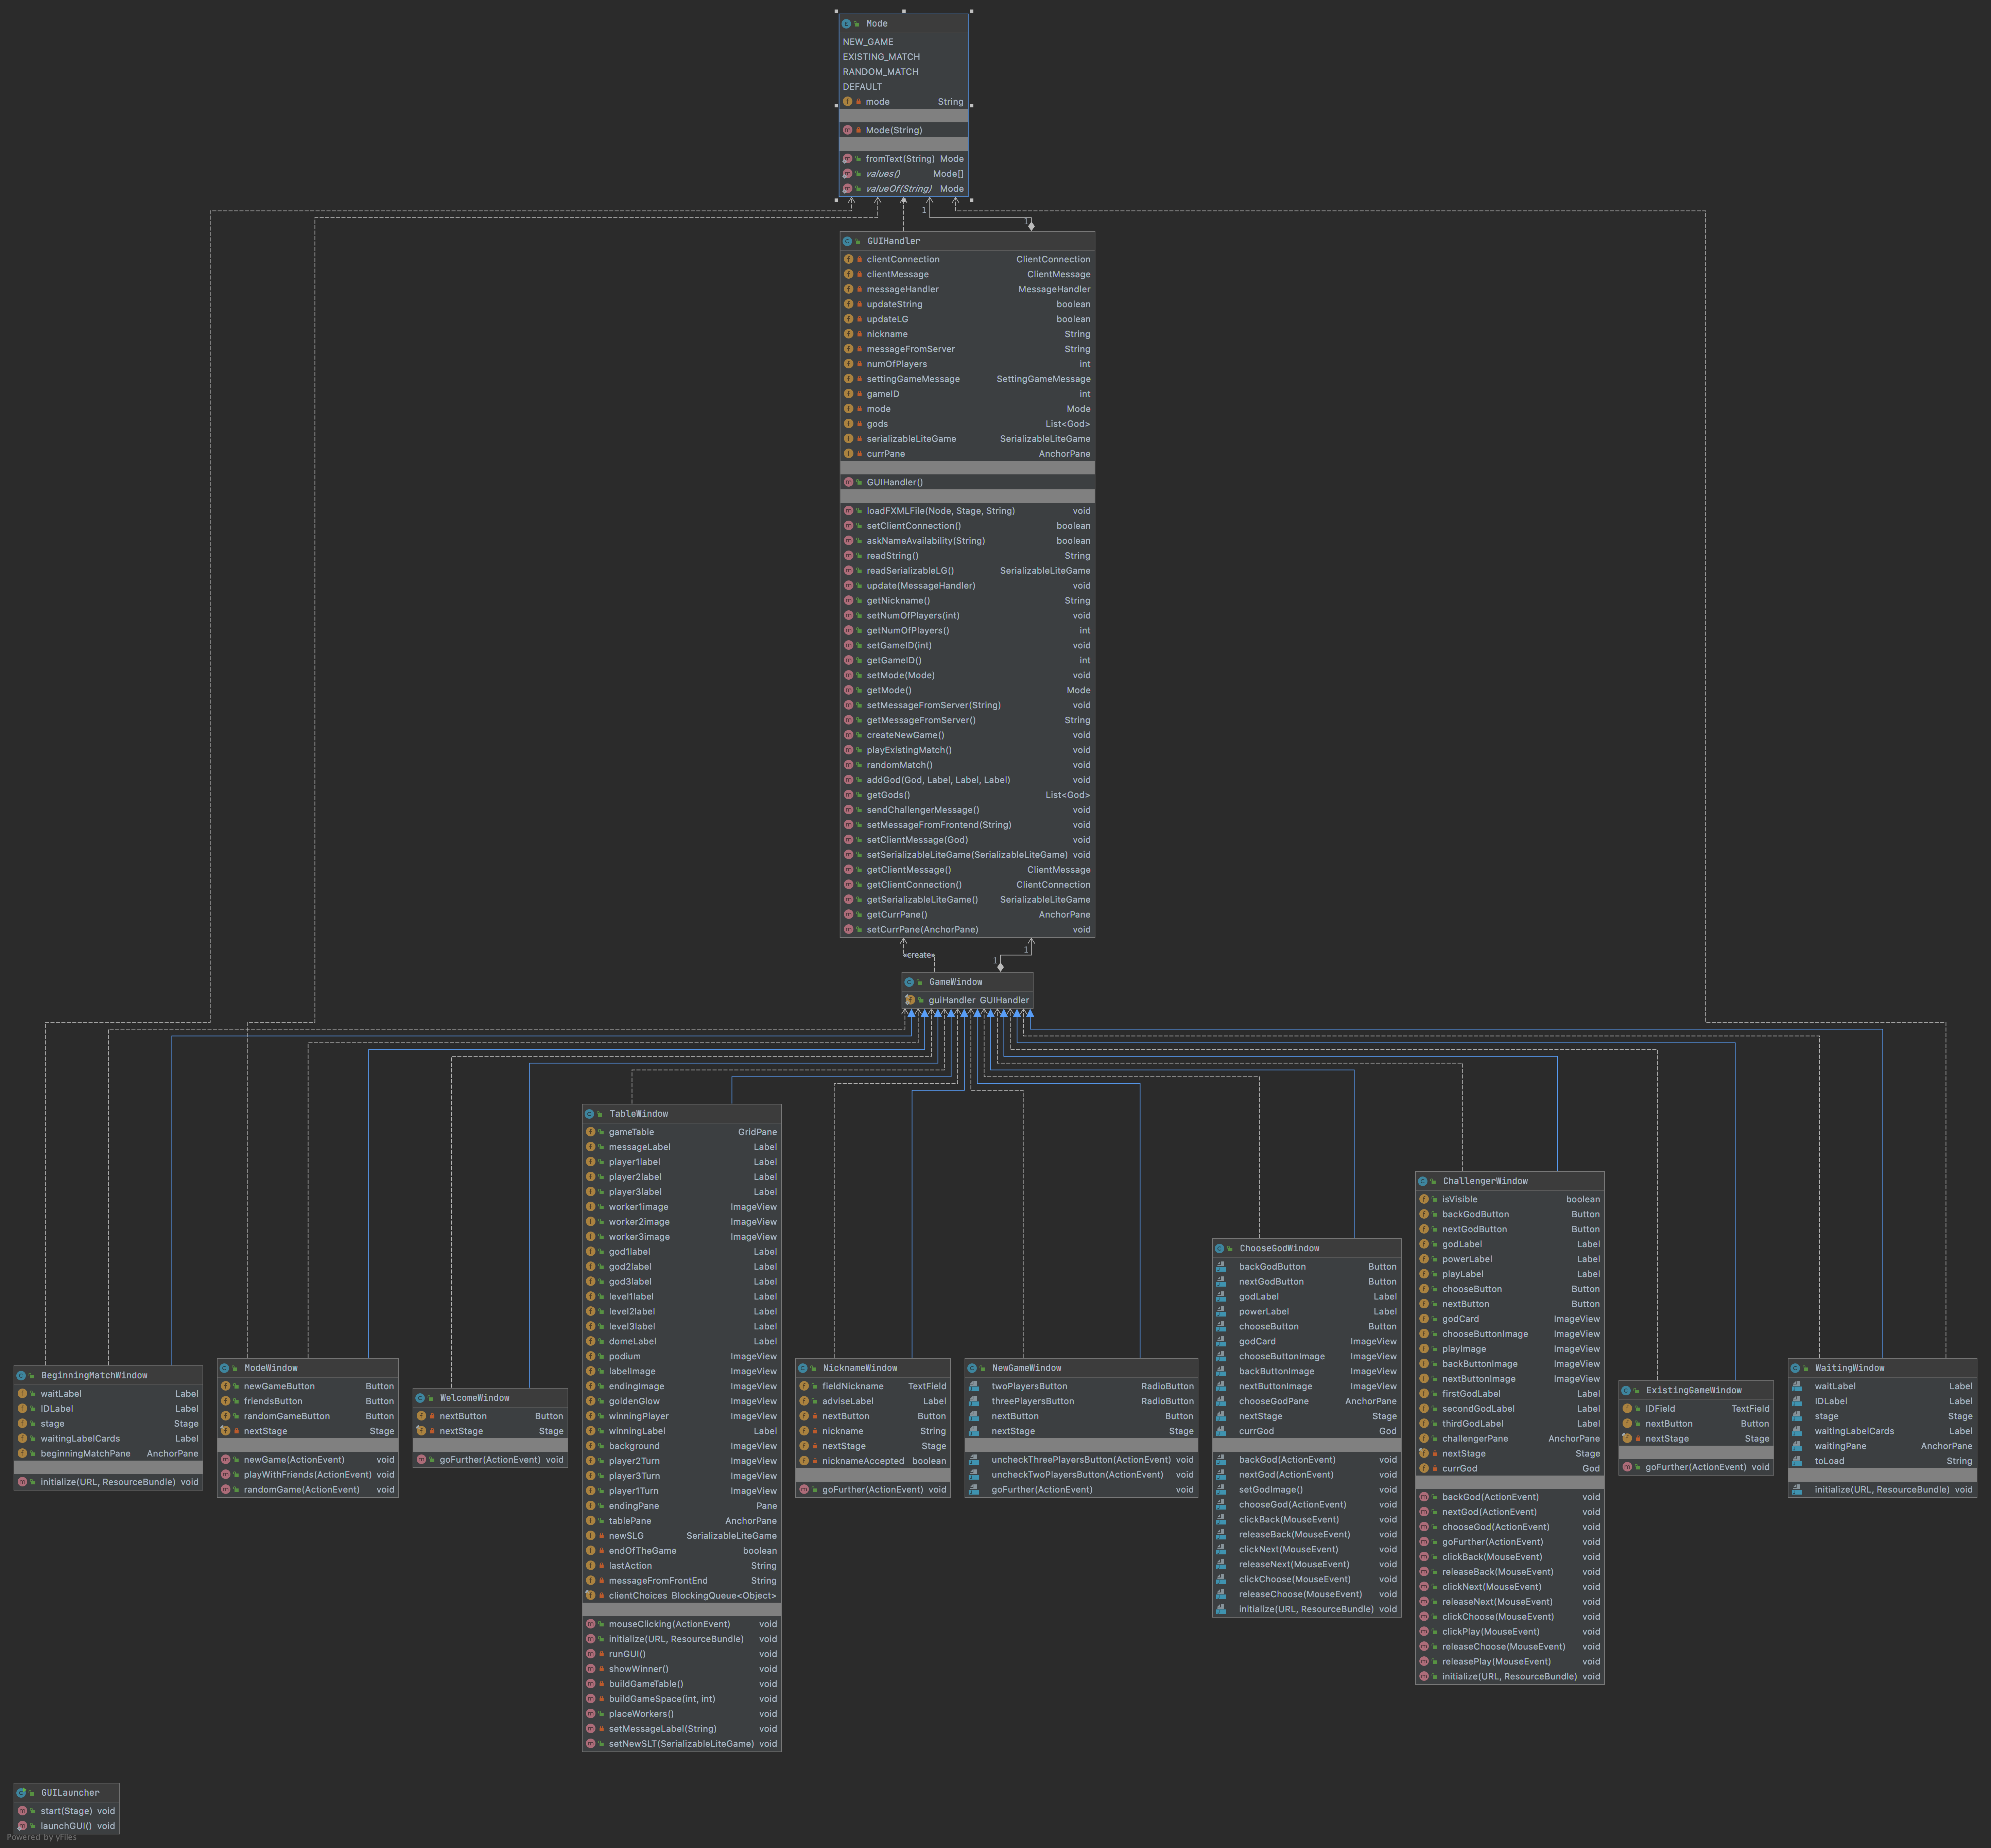 Mode
NEW_GAME
EXISTING_MATCH
RANDOM_MATCH
DEFAULT
mode String
Mode(String)
fromText(String) Mode
values() Mode[]
valueOf(String) Mode
1
1
GUIHandler
clientConnection ClientConnection
clientMessage ClientMessage
messageHandler MessageHandler
updateString boolean
updateLG boolean
nickname String
messageFromServer String
numOfPlayers int
settingGameMessage SettingGameMessage
gameID int
mode Mode
gods List<God>
serializableLiteGame SerializableLiteGame
currPane AnchorPane
GUIHandler()
loadFXMLFile(Node, Stage, String) void
setClientConnection() boolean
askNameAvailability(String) boolean
readString() String
readSerializableLG() SerializableLiteGame
update(MessageHandler) void
getNickname() String
setNumOfPlayers(int) void
getNumOfPlayers() int
setGameID(int) void
getGameID() int
setMode(Mode) void
getMode() Mode
setMessageFromServer(String) void
getMessageFromServer() String
createNewGame() void
playExistingMatch() void
randomMatch() void
addGod(God, Label, Label, Label) void
getGods() List<God>
sendChallengerMessage() void
setMessageFromFrontend(String) void
setClientMessage(God) void
setSerializableLiteGame(SerializableLiteGame) void
getClientMessage() ClientMessage
getClientConnection() ClientConnection
getSerializableLiteGame() SerializableLiteGame
getCurrPane() AnchorPane
setCurrPane(AnchorPane) void
«create»
1
1
GameWindow
guiHandler GUIHandler
BeginningMatchWindow
waitLabel Label
IDLabel Label
stage Stage
waitingLabelCards Label
beginningMatchPane AnchorPane
initialize(URL, ResourceBundle) void
ModeWindow
newGameButton Button
friendsButton Button
randomGameButton Button
nextStage Stage
newGame(ActionEvent) void
playWithFriends(ActionEvent) void
randomGame(ActionEvent) void
WelcomeWindow
nextButton Button
nextStage Stage
goFurther(ActionEvent) void
TableWindow
gameTable GridPane
messageLabel Label
player1label Label
player2label Label
player3label Label
worker1image ImageView
worker2image ImageView
worker3image ImageView
god1label Label
god2label Label
god3label Label
level1label Label
level2label Label
level3label Label
domeLabel Label
podium ImageView
labelImage ImageView
endingImage ImageView
goldenGlow ImageView
winningPlayer ImageView
winningLabel Label
background ImageView
player2Turn ImageView
player3Turn ImageView
player1Turn ImageView
endingPane Pane
tablePane AnchorPane
newSLG SerializableLiteGame
endOfTheGame boolean
lastAction String
messageFromFrontEnd String
clientChoices BlockingQueue<Object>
mouseClicking(ActionEvent) void
initialize(URL, ResourceBundle) void
runGUI() void
showWinner() void
buildGameTable() void
buildGameSpace(int, int) void
placeWorkers() void
setMessageLabel(String) void
setNewSLT(SerializableLiteGame) void
NicknameWindow
fieldNickname TextField
adviseLabel Label
nextButton Button
nickname String
nextStage Stage
nicknameAccepted boolean
goFurther(ActionEvent) void
NewGameWindow
twoPlayersButton RadioButton
threePlayersButton RadioButton
nextButton Button
nextStage Stage
uncheckThreePlayersButton(ActionEvent) void
uncheckTwoPlayersButton(ActionEvent) void
goFurther(ActionEvent) void
ChooseGodWindow
backGodButton Button
nextGodButton Button
godLabel Label
powerLabel Label
chooseButton Button
godCard ImageView
chooseButtonImage ImageView
backButtonImage ImageView
nextButtonImage ImageView
chooseGodPane AnchorPane
nextStage Stage
currGod God
backGod(ActionEvent) void
nextGod(ActionEvent) void
setGodImage() void
chooseGod(ActionEvent) void
clickBack(MouseEvent) void
releaseBack(MouseEvent) void
clickNext(MouseEvent) void
releaseNext(MouseEvent) void
clickChoose(MouseEvent) void
releaseChoose(MouseEvent) void
initialize(URL, ResourceBundle) void
ChallengerWindow
isVisible boolean
backGodButton Button
nextGodButton Button
godLabel Label
powerLabel Label
playLabel Label
chooseButton Button
nextButton Button
godCard ImageView
chooseButtonImage ImageView
playImage ImageView
backButtonImage ImageView
nextButtonImage ImageView
firstGodLabel Label
secondGodLabel Label
thirdGodLabel Label
challengerPane AnchorPane
nextStage Stage
currGod God
backGod(ActionEvent) void
nextGod(ActionEvent) void
chooseGod(ActionEvent) void
goFurther(ActionEvent) void
clickBack(MouseEvent) void
releaseBack(MouseEvent) void
clickNext(MouseEvent) void
releaseNext(MouseEvent) void
clickChoose(MouseEvent) void
clickPlay(MouseEvent) void
releaseChoose(MouseEvent) void
releasePlay(MouseEvent) void
initialize(URL, ResourceBundle) void
ExistingGameWindow
IDField TextField
nextButton Button
nextStage Stage
goFurther(ActionEvent) void
WaitingWindow
waitLabel Label
IDLabel Label
stage Stage
waitingLabelCards Label
waitingPane AnchorPane
toLoad String
initialize(URL, ResourceBundle) void
GUILauncher
start(Stage) void
launchGUI() void
Powered by yFiles